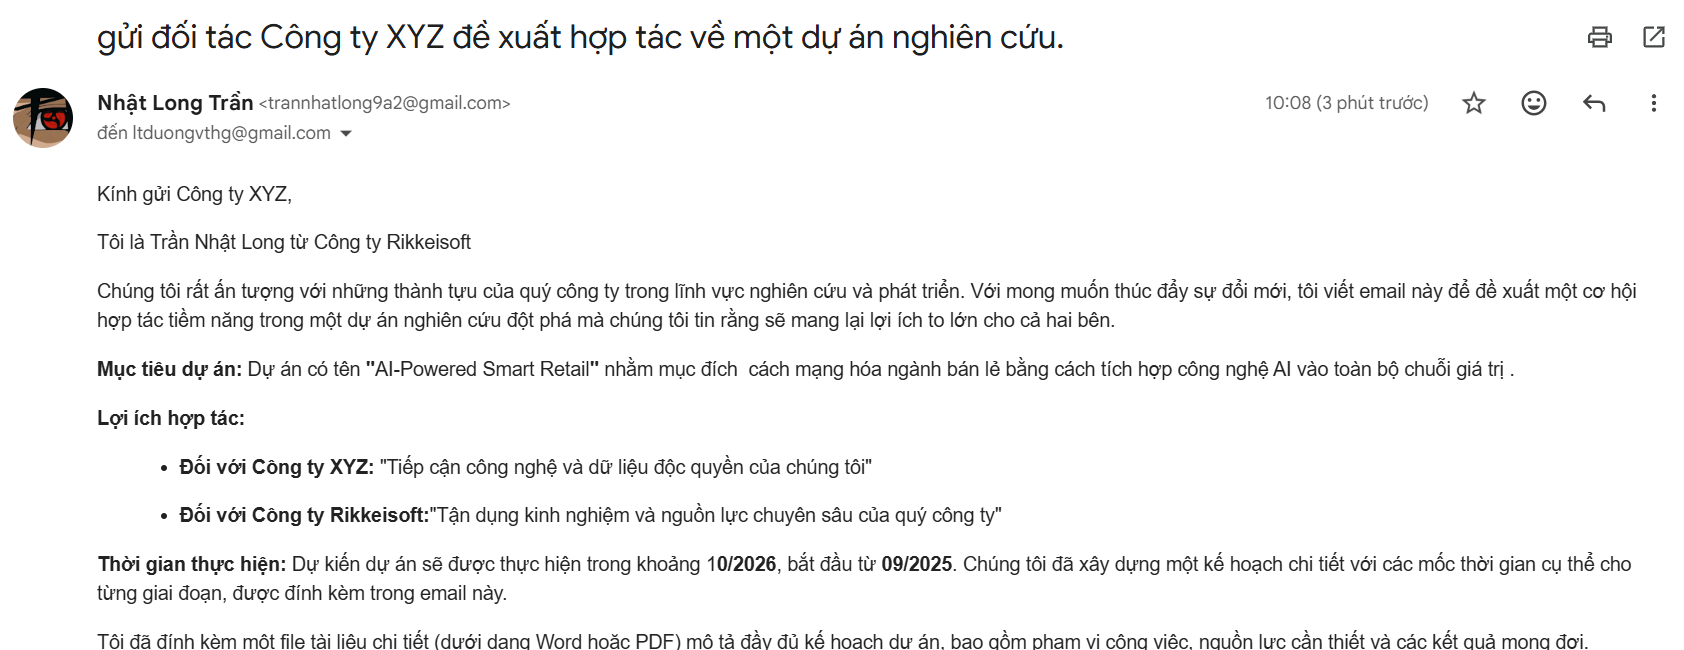 gửi đối tác Công ty XYZ đề xuất hợp tác về một dự án nghiên cứu.
Nhật Long Trần <trannhatlong9a2@gmail.com>
10:08 (3 phút trước)
đến ltduongvthg@gmail.com
Kính gửi Công ty XYZ,
Tôi là Trần Nhật Long từ Công ty Rikkeisoft
Chúng tôi rất ấn tượng với những thành tựu của quý công ty trong lĩnh vực nghiên cứu và phát triển. Với mong muốn thúc đẩy sự đổi mới, tôi viết email này để đề xuất một cơ hội
hợp tác tiềm năng trong một dự án nghiên cứu đột phá mà chúng tôi tin rằng sẽ mang lại lợi ích to lớn cho cả hai bên.
Mục tiêu dự án: Dự án có tên "AI-Powered Smart Retail" nhằm mục đích  cách mạng hóa ngành bán lẻ bằng cách tích hợp công nghệ AI vào toàn bộ chuỗi giá trị .
Lợi ích hợp tác:
• Đối với Công ty XYZ: "Tiếp cận công nghệ và dữ liệu độc quyền của chúng tôi"
• Đối với Công ty Rikkeisoft:"Tận dụng kinh nghiệm và nguồn lực chuyên sâu của quý công ty"
Thời gian thực hiện: Dự kiến dự án sẽ được thực hiện trong khoảng 10/2026, bắt đầu từ 09/2025. Chúng tôi đã xây dựng một kế hoạch chi tiết với các mốc thời gian cụ thể cho
từng giai đoạn, được đính kèm trong email này.
Tôi đã đính kèm một file tài liệu chi tiết (dưới dạng Word hoặc PDF) mô tả đầy đủ kế hoạch dự án, bao gồm phạm vi công việc, nguồn lực cần thiết và các kết quả mong đợi.